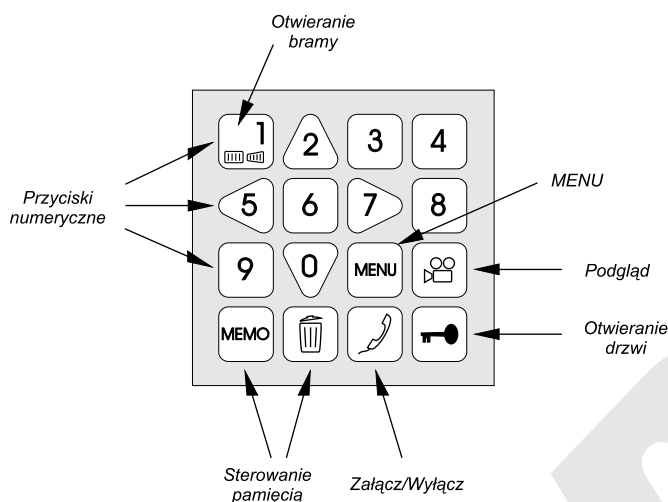 Otwieranie
bramy
1
2
3
4
Przyciski
numeryczne
5
6
7
8
MENU
9
0
MENU
Podgląd
MEMO
Otwieranie
drzwi
Sterowanie
pamięcią
Załącz/Wyłącz